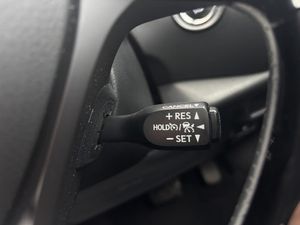 CANCEL
+ RES ▲
HOLD / ◄
− SET ▼